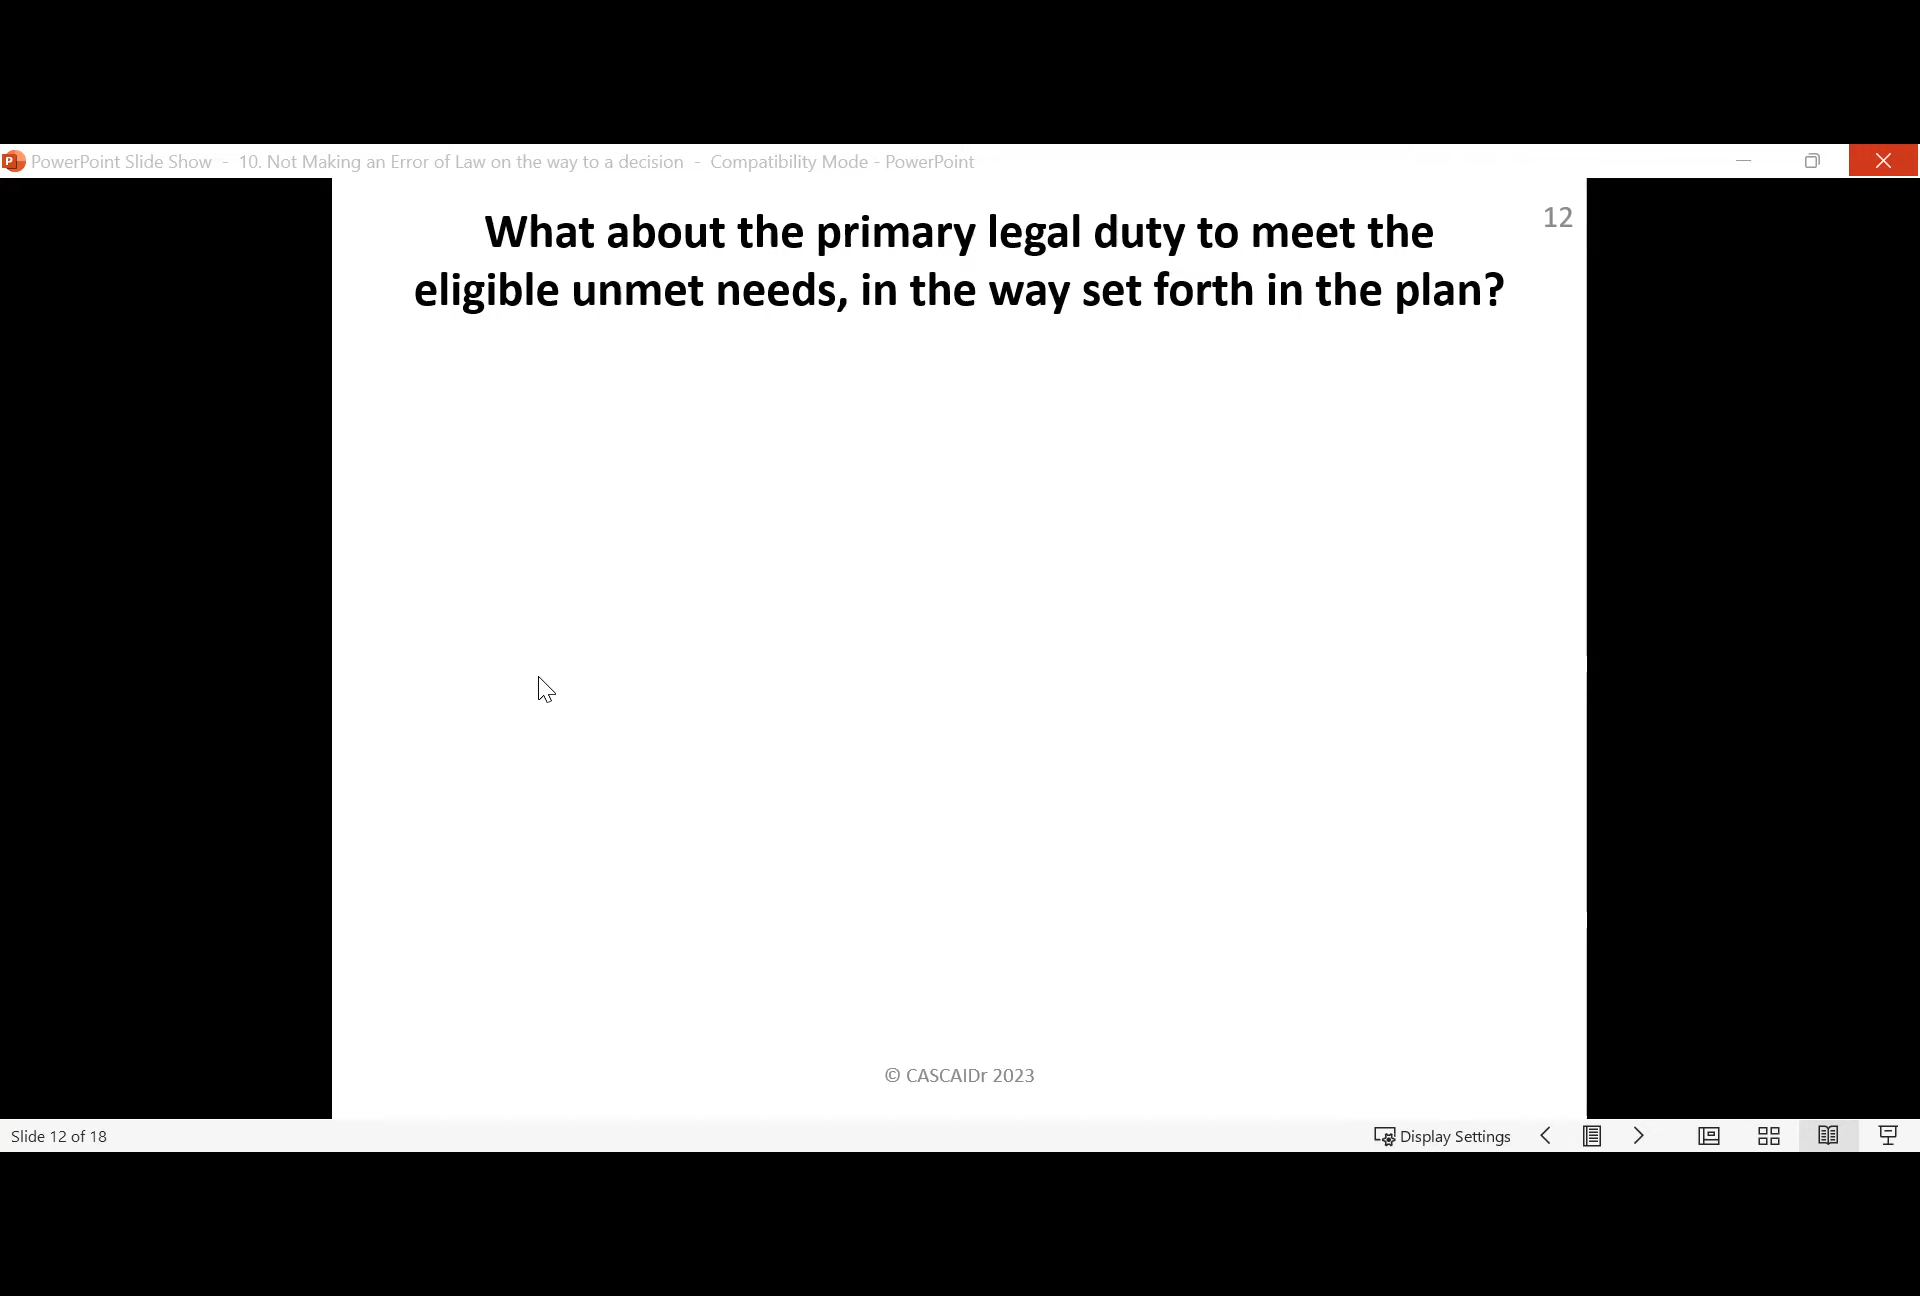 PowerPoint Slide Show - 10. Not Making an Error of Law on the way to a decision - Compatibility Mode - PowerPoint
12
What about the primary legal duty to meet the
eligible unmet needs, in the way set forth in the plan?
© CASCAIDr 2023
Slide 12 of 18
Display Settings